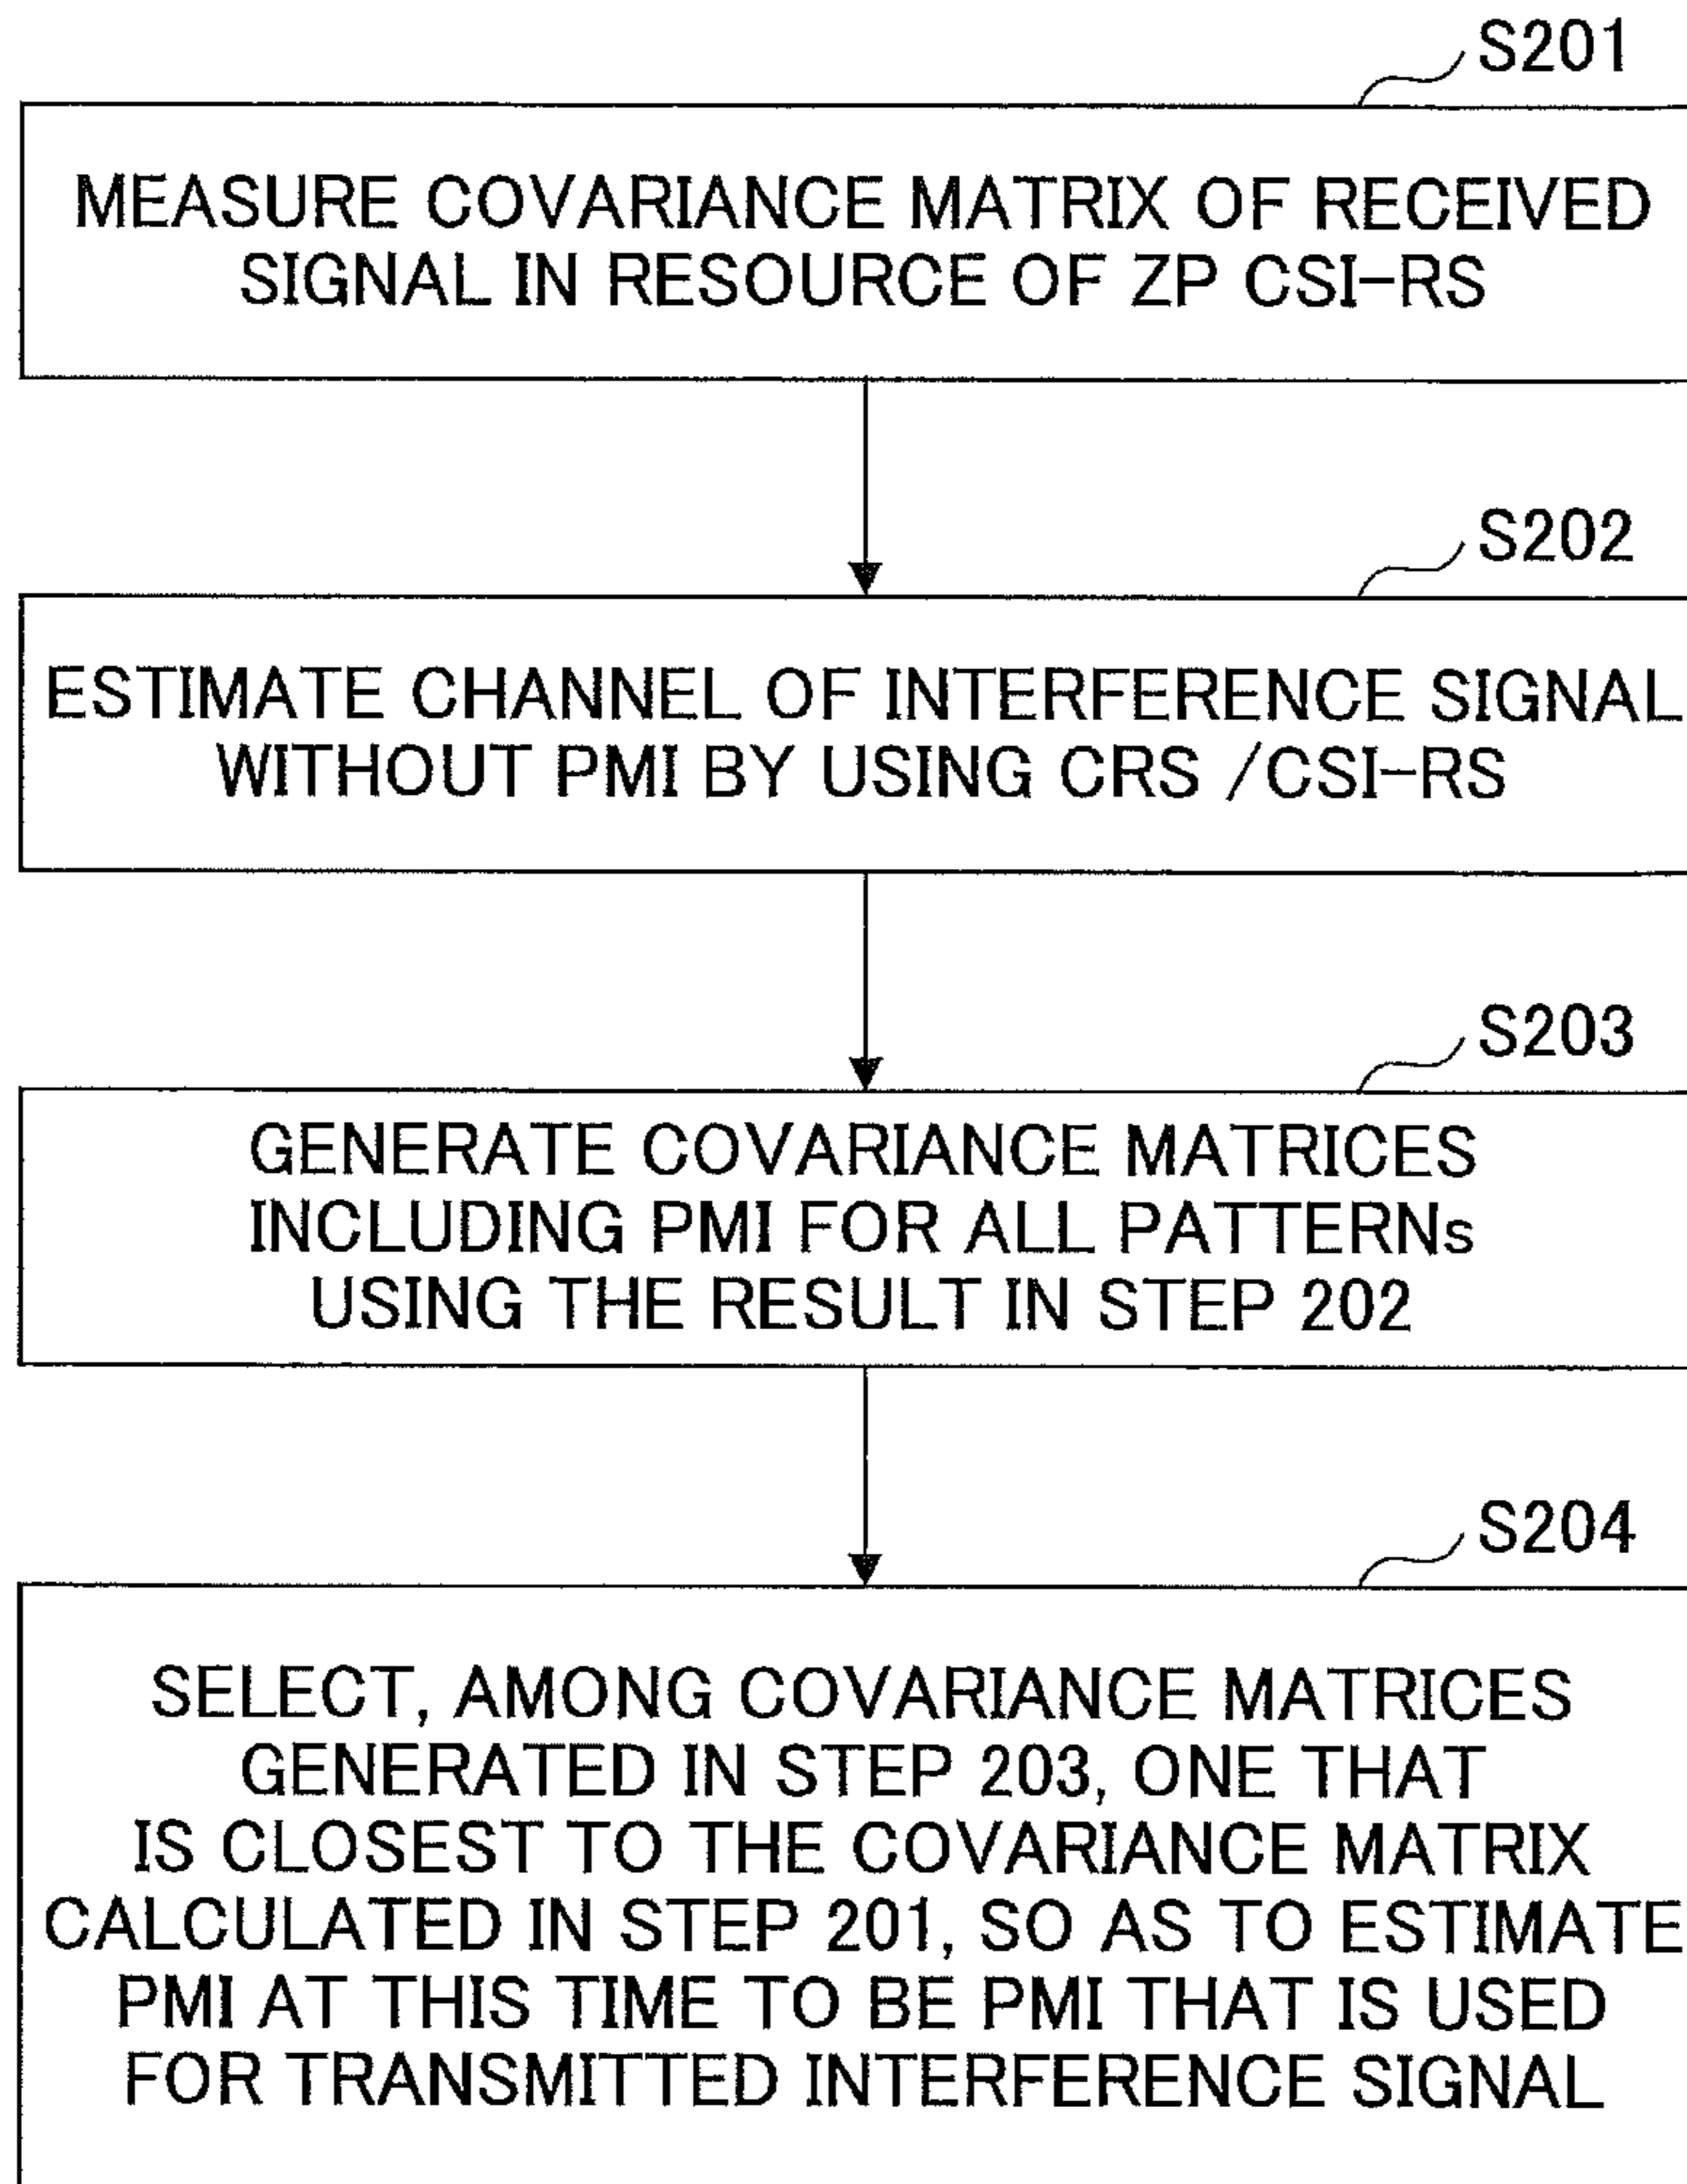 S201
MEASURE COVARIANCE MATRIX OF RECEIVED
SIGNAL IN RESOURCE OF ZP CSI-RS
S202
ESTIMATE CHANNEL OF INTERFERENCE SIGNAL
WITHOUT PMI BY USING CRS /CSI-RS
S203
GENERATE COVARIANCE MATRICES
INCLUDING PMI FOR ALL PATTERNs
USING THE RESULT IN STEP 202
S204
SELECT, AMONG COVARIANCE MATRICES
GENERATED IN STEP 203, ONE THAT
IS CLOSEST TO THE COVARIANCE MATRIX
CALCULATED IN STEP 201, SO AS TO ESTIMATE
PMI AT THIS TIME TO BE PMI THAT IS USED
FOR TRANSMITTED INTERFERENCE SIGNAL